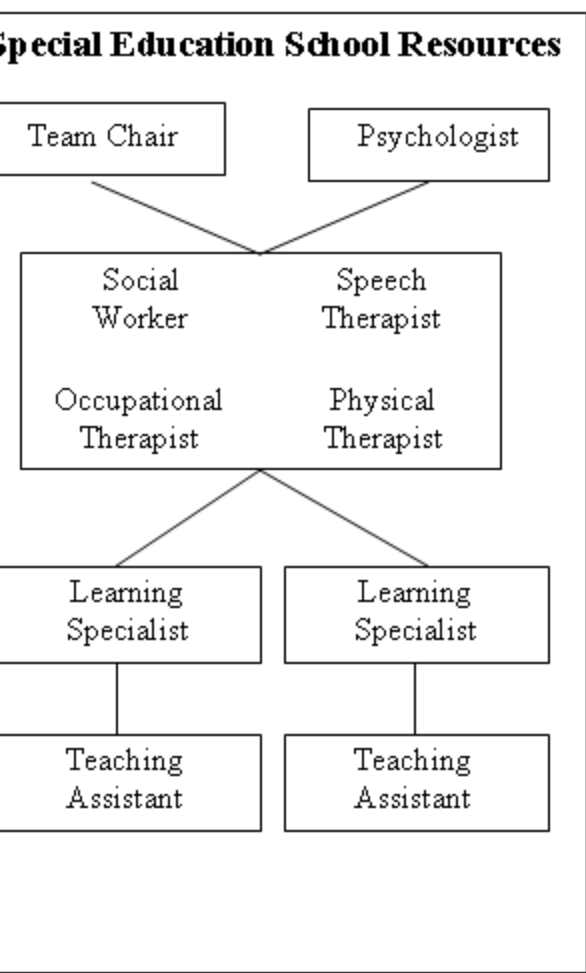 Special Education School Resources
Team Chair
Psychologist
Social
Worker
Speech
Therapist
Occupational
Therapist
Physical
Therapist
Learning
Specialist
Learning
Specialist
Teaching
Assistant
Teaching
Assistant